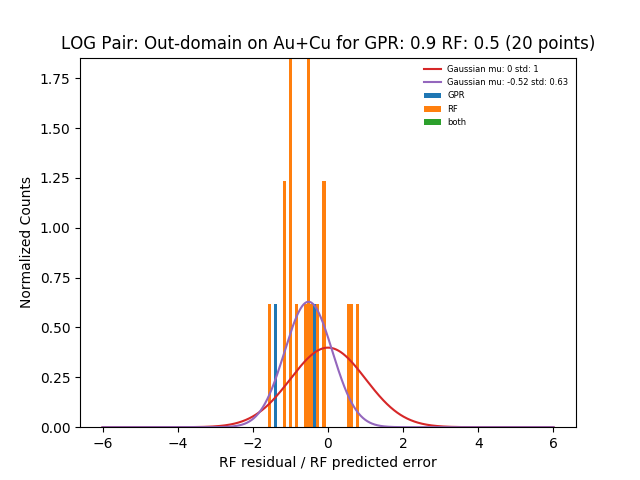 LOG Pair: Out-domain on Au+Cu for GPR: 0.9 RF: 0.5 (20 points)
Gaussian mu: 0 std: 1
Gaussian mu: -0.52 std: 0.63
GPR
RF
both
Normalized Counts
1.75
1.50
1.25
1.00
0.75
0.50
0.25
0.00
−6
−4
−2
0
2
4
6
RF residual / RF predicted error